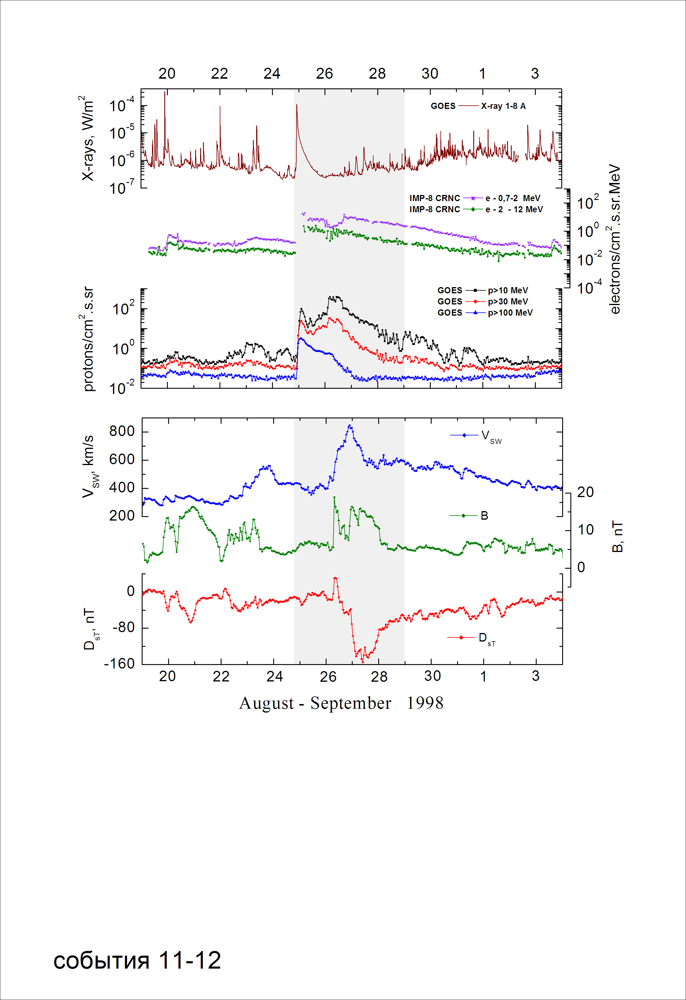 20 22 24 26 28 30 1 3
X-rays, W/m²
10⁻⁴
10⁻⁵
10⁻⁶
10⁻⁷
GOES X-ray 1-8 A
IMP-8 CRNC e - 0,7-2 MeV
IMP-8 CRNC e - 2 - 12 MeV
10²
10⁰
10⁻²
10⁻⁴
electrons/cm².s.sr.MeV
protons/cm².s.sr
10²
10⁰
10⁻²
GOES p>10 MeV
GOES p>30 MeV
GOES p>100 MeV
V_SW, km/s
800
600
400
200
V_SW
B
20
10
0
B, nT
D_sT, nT
0
-80
-160
D_sT
20 22 24 26 28 30 1 3
August - September 1998
события 11-12